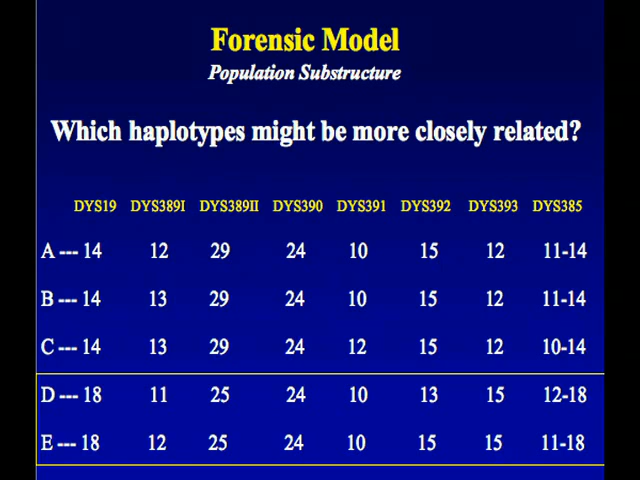 Forensic Model
Population Substructure
Which haplotypes might be more closely related?
DYS19 DYS389I DYS389II DYS390 DYS391 DYS392 DYS393 DYS385
A --- 14 12 29 24 10 15 12 11-14
B --- 14 13 29 24 10 15 12 11-14
C --- 14 13 29 24 12 15 12 10-14
D --- 18 11 25 24 10 13 15 12-18
E --- 18 12 25 24 10 15 15 11-18